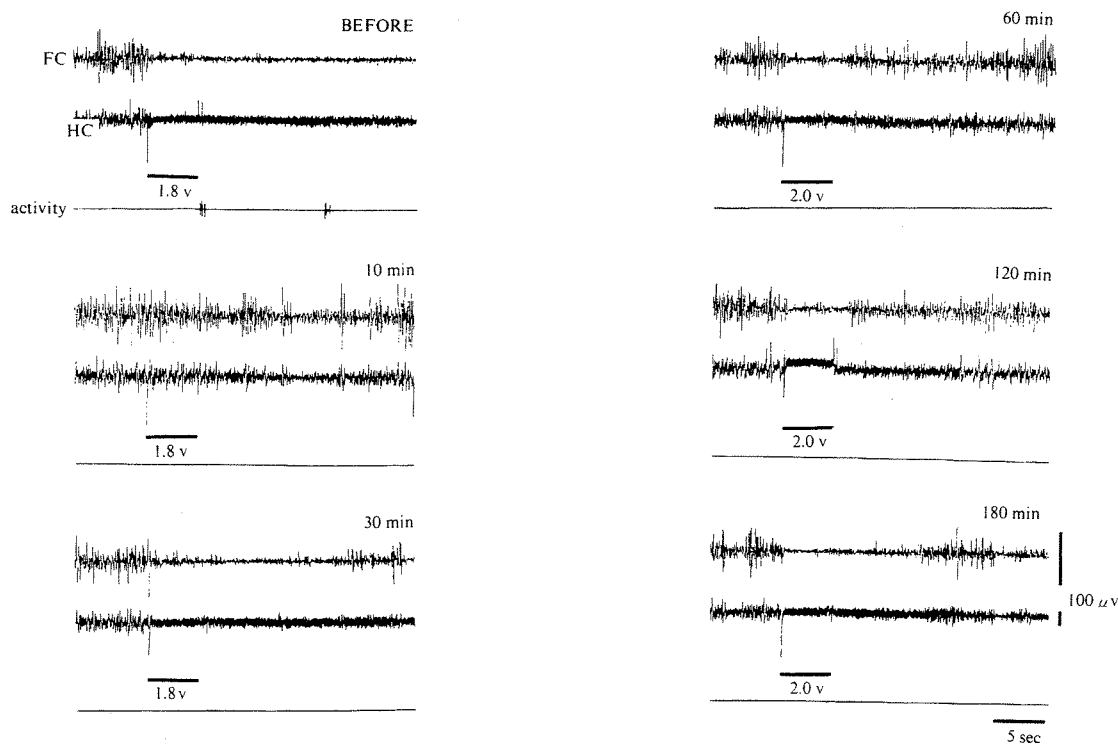 BEFORE
FC
HC
1.8 v
activity
10 min
1.8 v
30 min
1.8 v
60 min
2.0 v
120 min
2.0 v
180 min
100 μv
2.0 v
5 sec